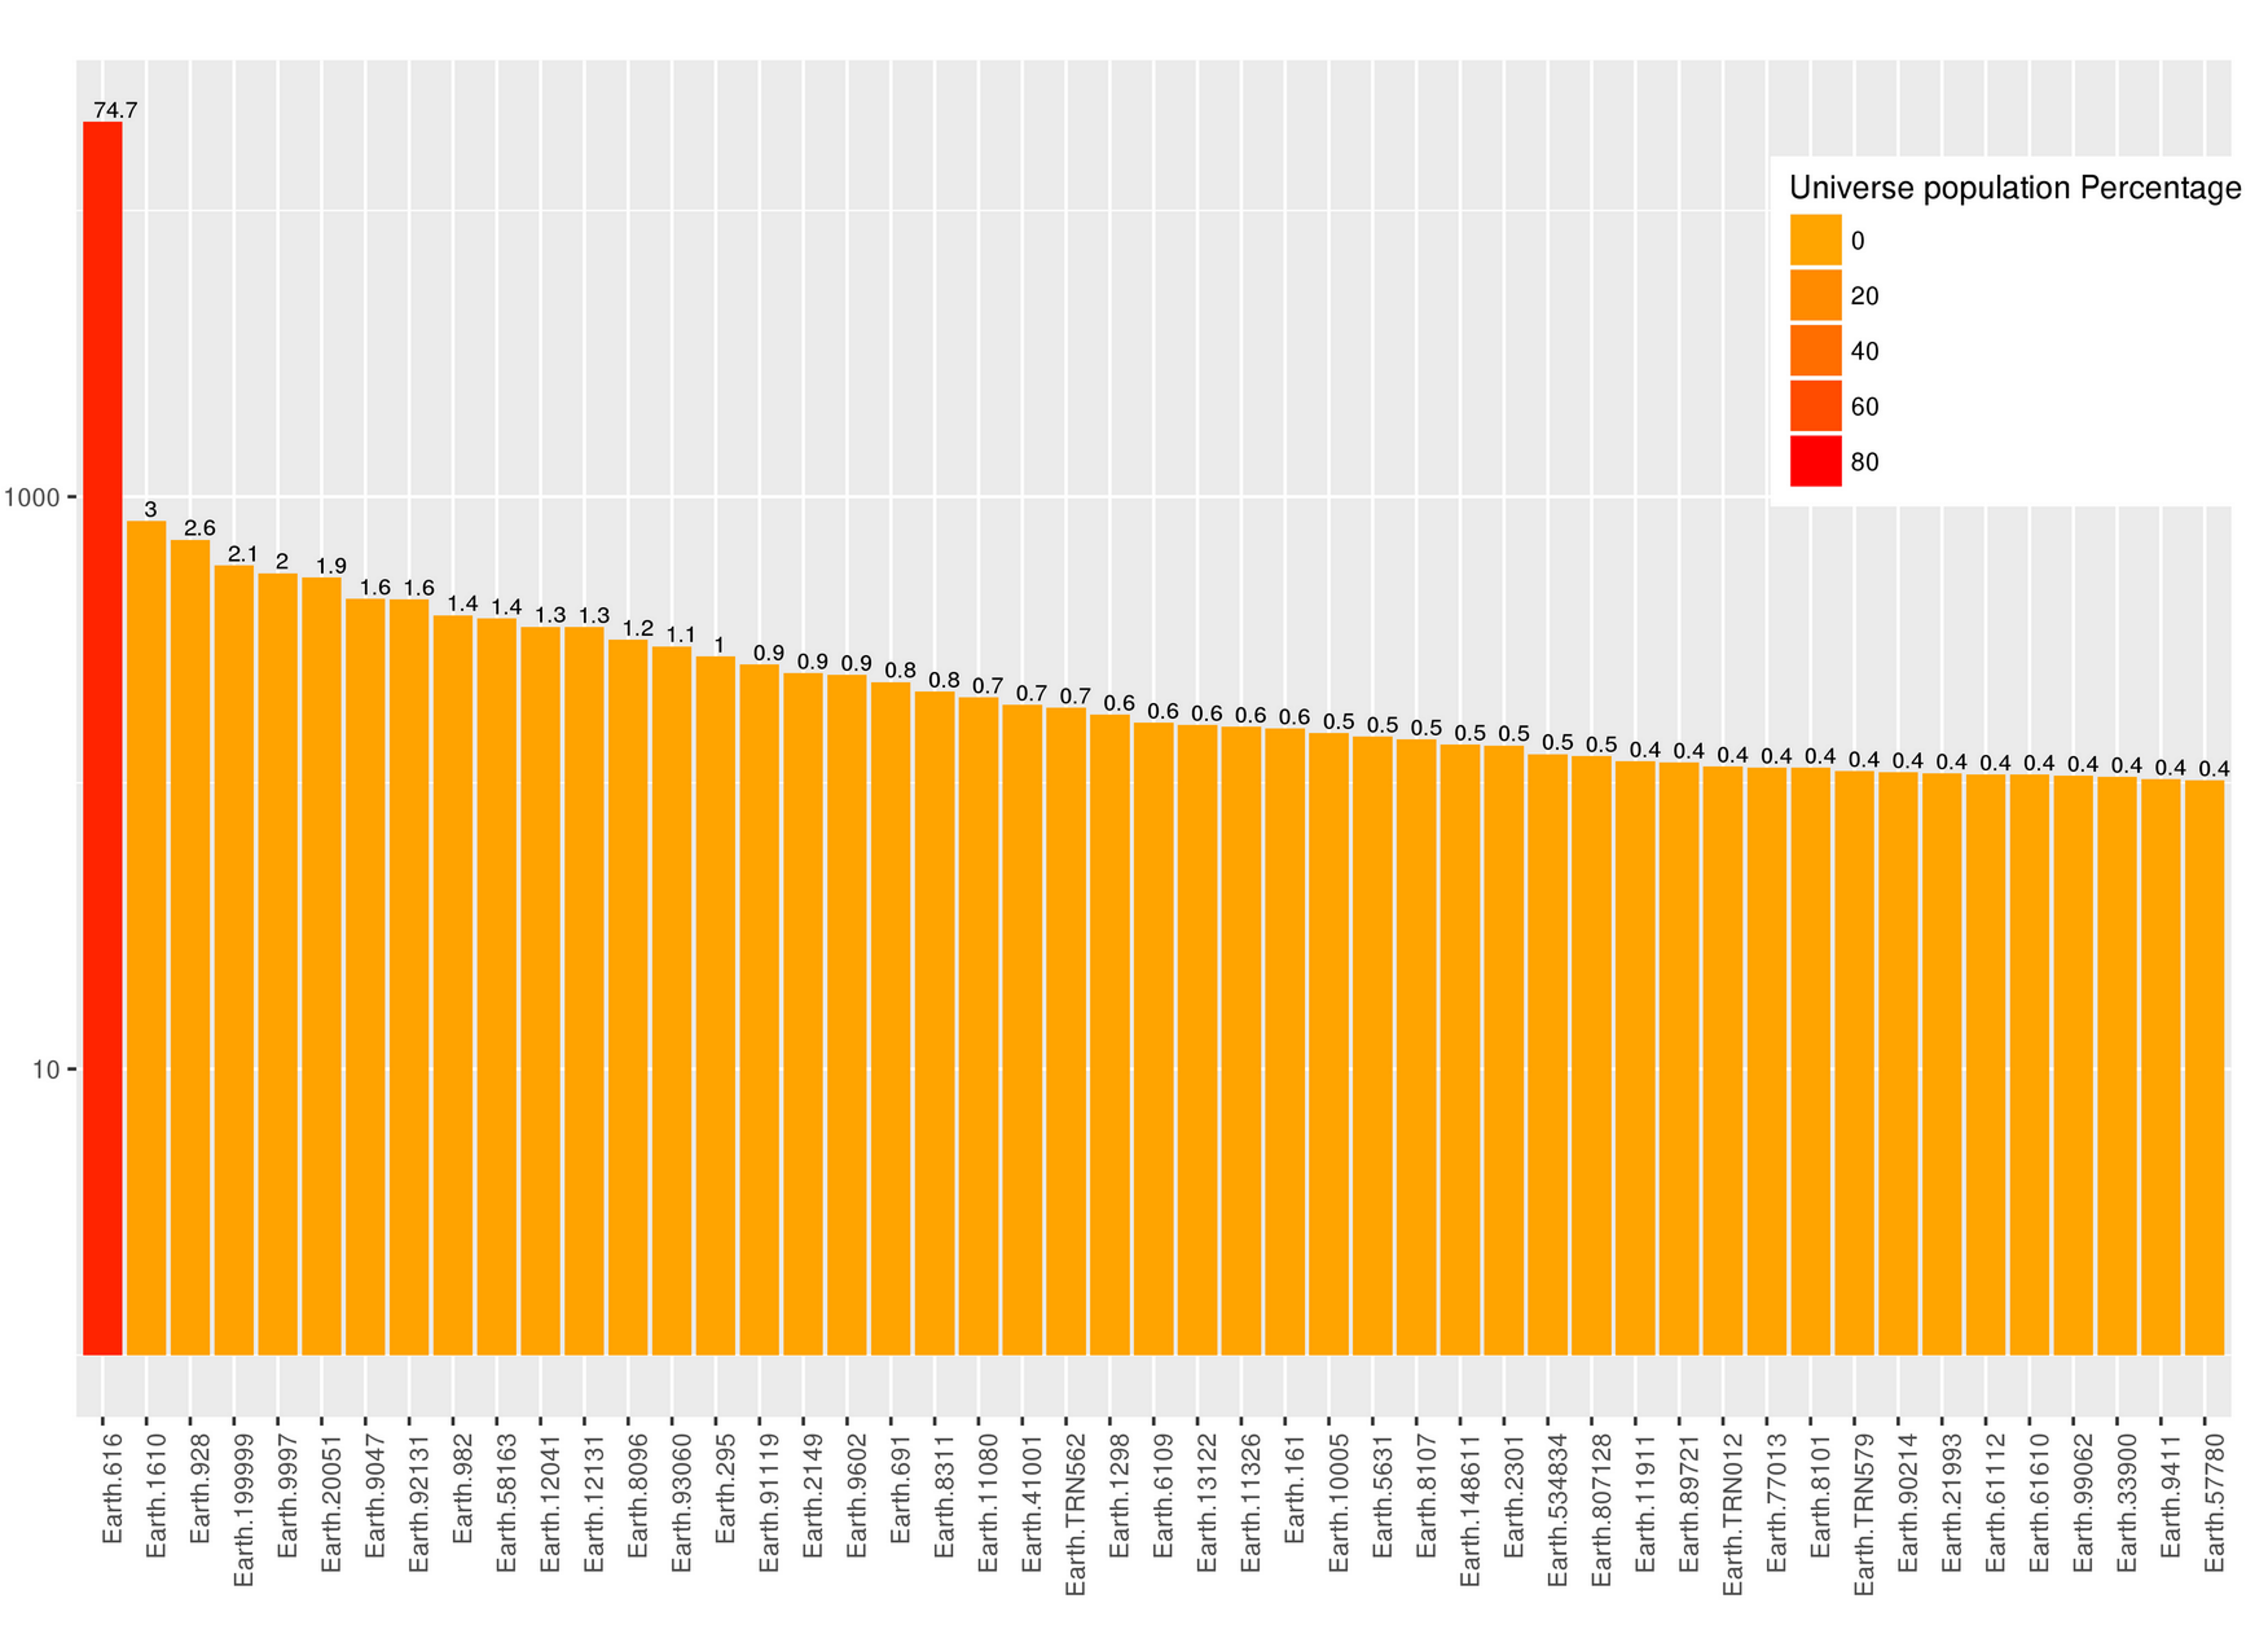 74.7
3
2.6
2.1
2
1.9
1.6
1.6
1.4
1.4
1.3
1.3
1.2
1.1
1
0.9
0.9
0.9
0.8
0.8
0.7
0.7
0.7
0.6
0.6
0.6
0.6
0.6
0.5
0.5
0.5
0.5
0.5
0.5
0.5
0.4
0.4
0.4
0.4
0.4
0.4
0.4
0.4
0.4
0.4
0.4
0.4
0.4
0.4
Universe population Percentage
0
20
40
60
80
1000
10
Earth.616
Earth.1610
Earth.928
Earth.199999
Earth.9997
Earth.20051
Earth.9047
Earth.92131
Earth.982
Earth.58163
Earth.12041
Earth.12131
Earth.8096
Earth.93060
Earth.295
Earth.91119
Earth.2149
Earth.9602
Earth.691
Earth.8311
Earth.11080
Earth.41001
Earth.TRN562
Earth.1298
Earth.6109
Earth.13122
Earth.11326
Earth.161
Earth.10005
Earth.5631
Earth.8107
Earth.1486111
Earth.2301
Earth.534834
Earth.807128
Earth.11911
Earth.89721
Earth.TRN012
Earth.77013
Earth.8101
Earth.TRN579
Earth.90214
Earth.21993
Earth.61112
Earth.61610
Earth.99062
Earth.33900
Earth.94111
Earth.57780